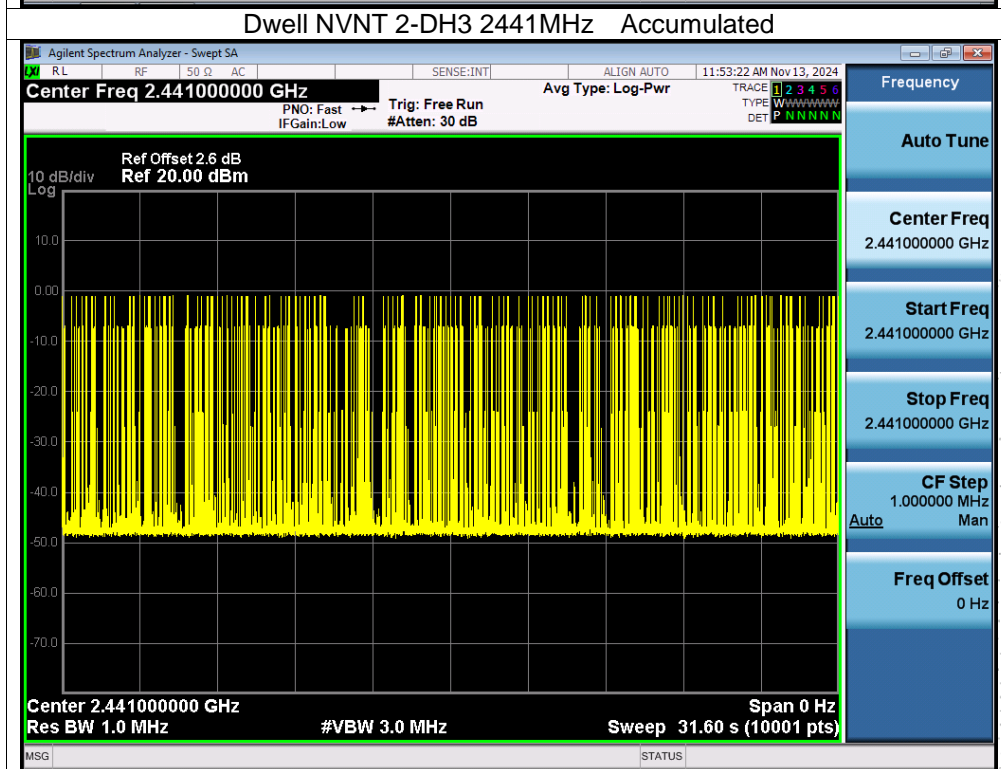 Dwell NVNT 2-DH3 2441MHz Accumulated
Agilent Spectrum Analyzer - Swept SA
LXI RL RF 50 Ω AC SENSE:INT ALIGN AUTO 11:53:22 AM Nov 13, 2024
Center Freq 2.441000000 GHz
PNO: Fast
IFGain:Low
Trig: Free Run
#Atten: 30 dB
Avg Type: Log-Pwr
TRACE 1 2 3 4 5 6
TYPE WWWWWWW
DET P N N N N N
Frequency
Auto Tune
Center Freq
2.441000000 GHz
Start Freq
2.441000000 GHz
Stop Freq
2.441000000 GHz
CF Step
1.000000 MHz
Auto Man
Freq Offset
0 Hz
Ref Offset 2.6 dB
10 dB/div Ref 20.00 dBm
Log
10.0
0.00
-10.0
-20.0
-30.0
-40.0
-50.0
-60.0
-70.0
Center 2.441000000 GHz Span 0 Hz
Res BW 1.0 MHz #VBW 3.0 MHz Sweep 31.60 s (10001 pts)
MSG STATUS